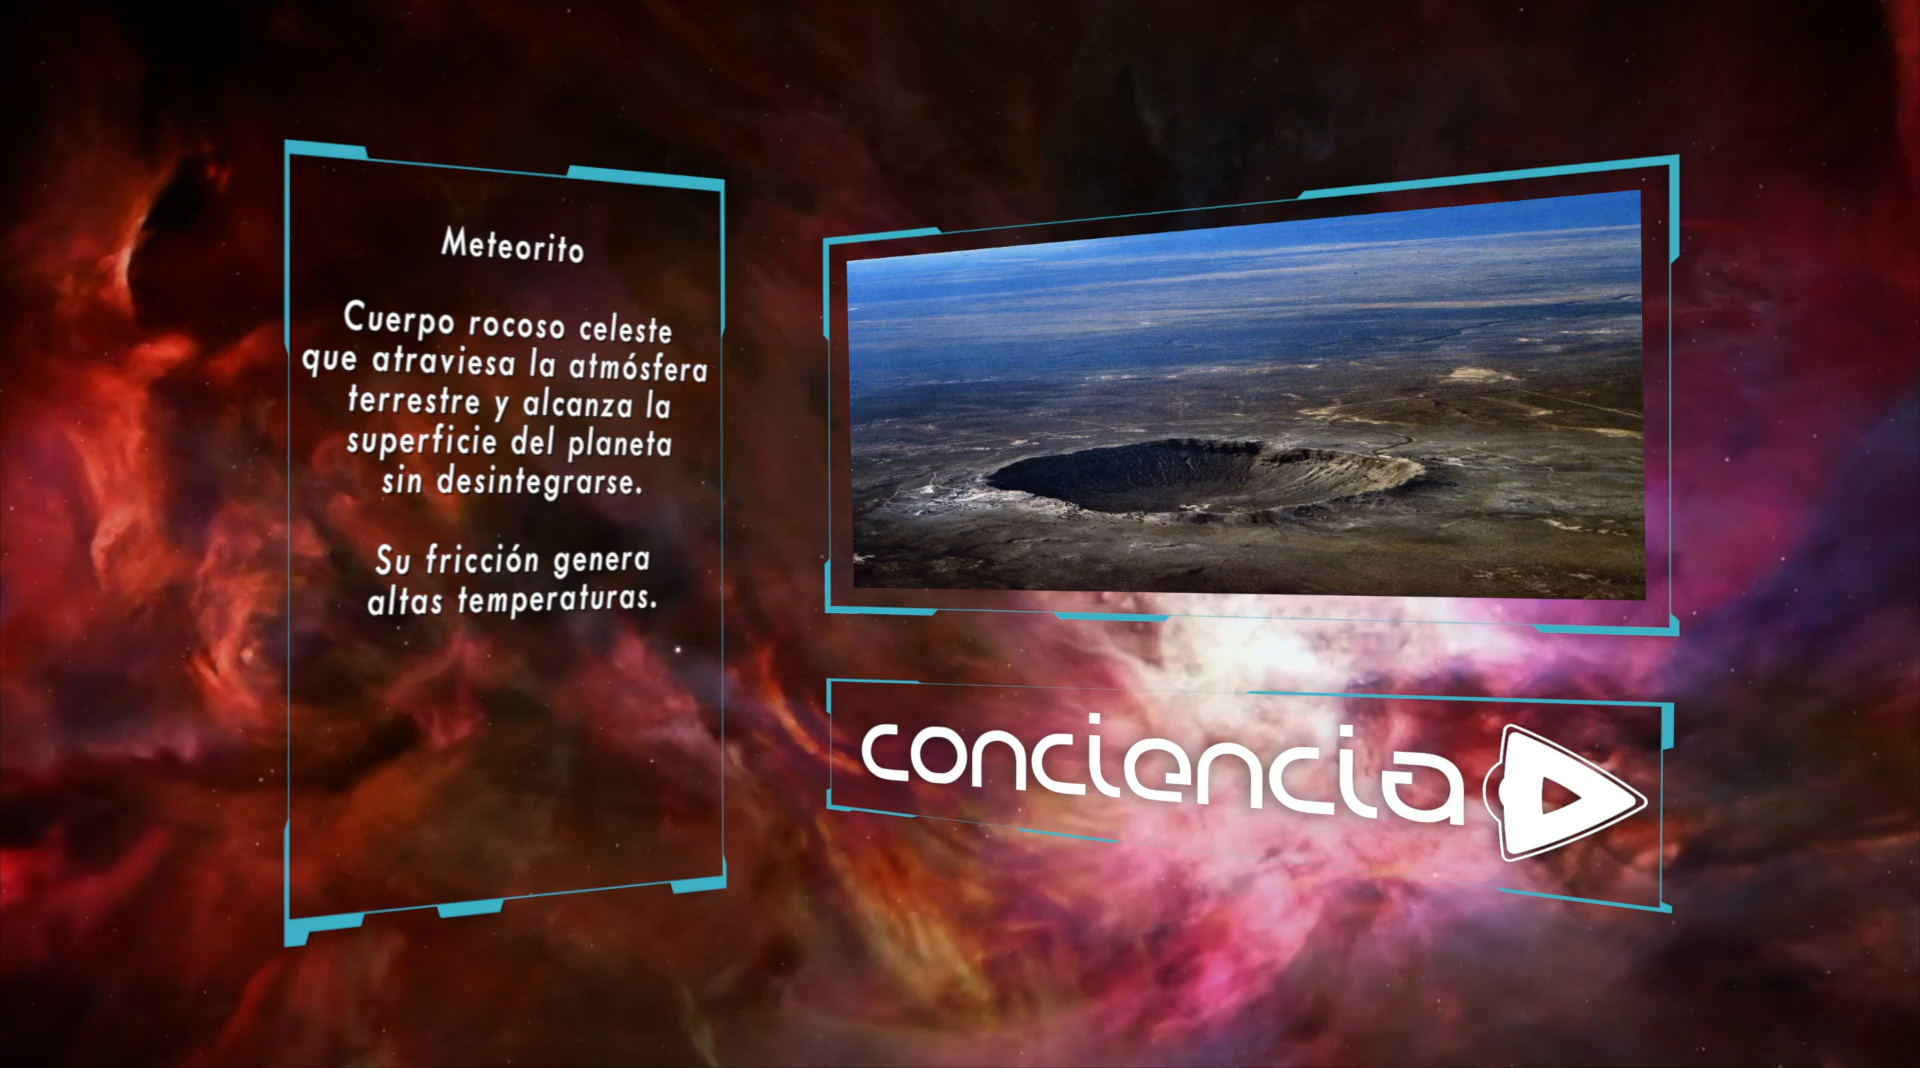 Meteorito
Cuerpo rocoso celeste
que atraviesa la atmósfera
terrestre y alcanza la
superficie del planeta
sin desintegrarse.
Su fricción genera
altas temperaturas.
conciencia